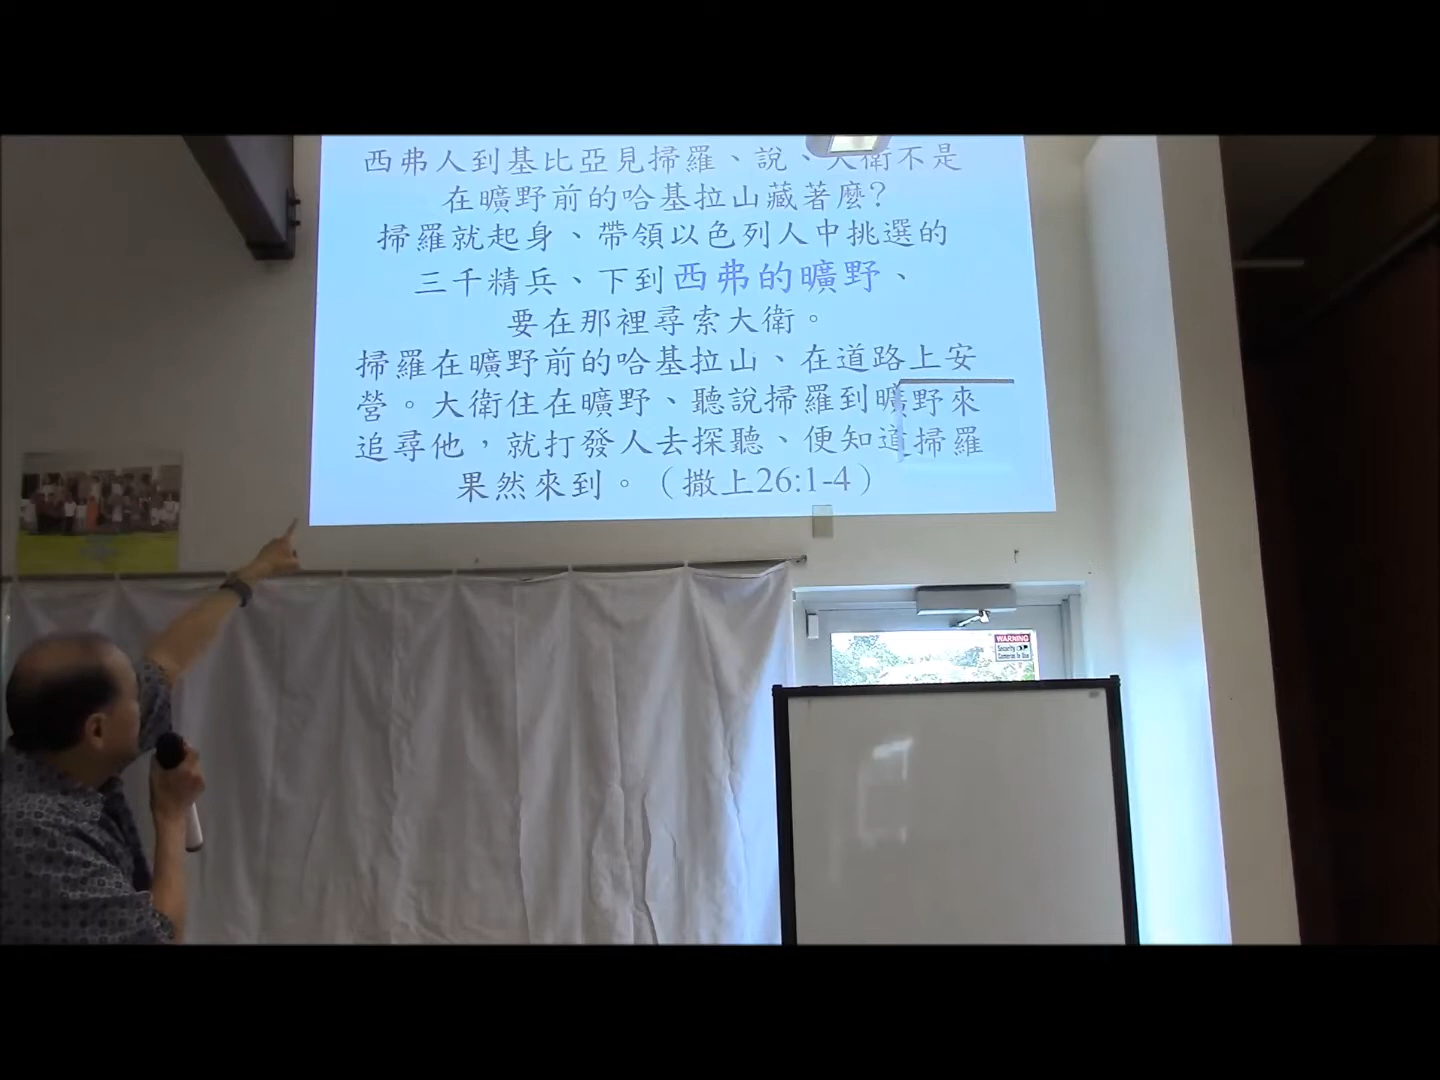 西弗人到基比亞見掃羅、說、大衛不是
在曠野前的哈基拉山藏著麼?
掃羅就起身、帶領以色列人中挑選的
三千精兵、下到西弗的曠野、
要在那裡尋索大衛。
掃羅在曠野前的哈基拉山、在道路上安
營。大衛住在曠野、聽說掃羅到曠野來
追尋他，就打發人去探聽、便知道掃羅
果然來到。（撒上26:1-4）
WARNING
Security
Cameras In Use